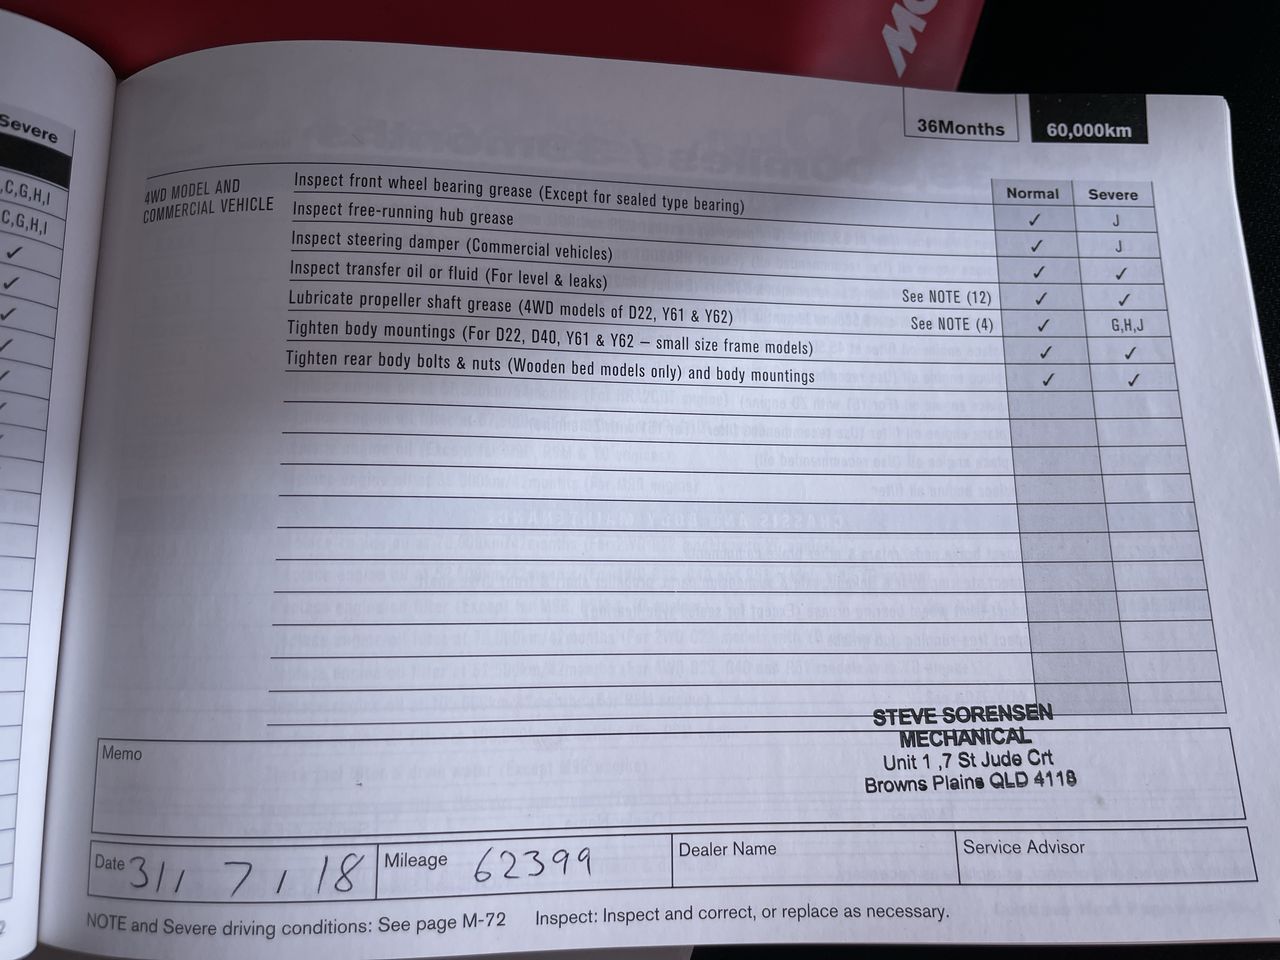 Severe
,C,G,H,I
C,G,H,I
✓
✓
✓
36Months 60,000km
4WD MODEL AND
COMMERCIAL VEHICLE
Normal Severe
Inspect front wheel bearing grease (Except for sealed type bearing) ✓ J
Inspect free-running hub grease ✓ J
Inspect steering damper (Commercial vehicles) ✓ ✓
Inspect transfer oil or fluid (For level & leaks) See NOTE (12) ✓ ✓
Lubricate propeller shaft grease (4WD models of D22, Y61 & Y62) See NOTE (4) ✓ G,H,J
Tighten body mountings (For D22, D40, Y61 & Y62 – small size frame models) ✓ ✓
Tighten rear body bolts & nuts (Wooden bed models only) and body mountings ✓ ✓
STEVE SORENSEN
MECHANICAL
Unit 1 ,7 St Jude Crt
Browns Plains QLD 4118
Memo
Date 31 / 7 / 18 Mileage 62399 Dealer Name Service Advisor
NOTE and Severe driving conditions: See page M-72 Inspect: Inspect and correct, or replace as necessary.